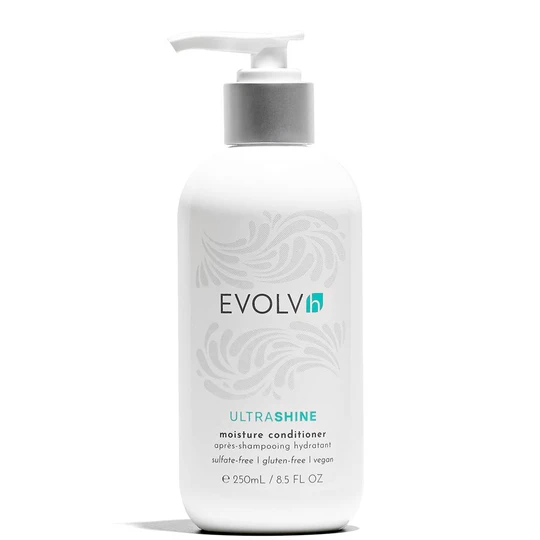 EVOLVh
ULTRASHINE
moisture conditioner
après-shampooing hydratant
sulfate-free | gluten-free | vegan
℮ 250mL / 8.5 FL OZ